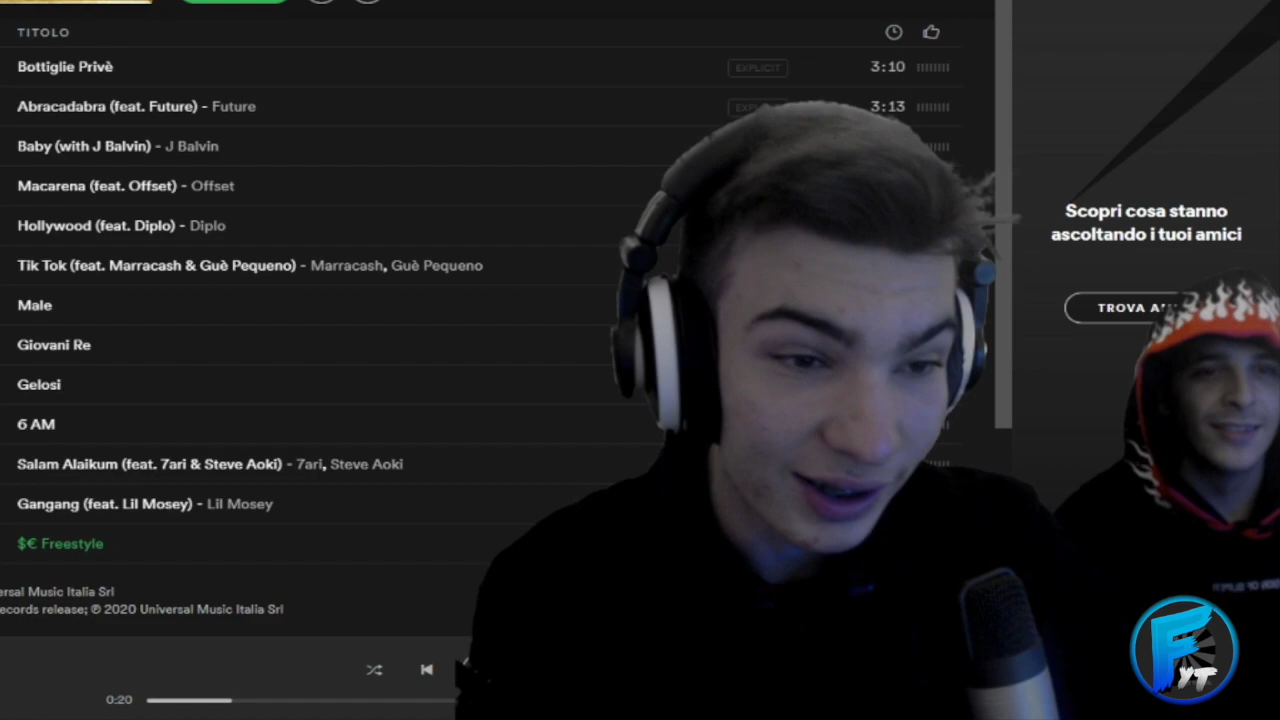 TITOLO
Bottiglie Privè EXPLICIT 3:10
Abracadabra (feat. Future) - Future 3:13
Baby (with J Balvin) - J Balvin
Macarena (feat. Offset) - Offset
Hollywood (feat. Diplo) - Diplo
Tik Tok (feat. Marracash & Guè Pequeno) - Marracash, Guè Pequeno
Male
Giovani Re
Gelosi
6 AM
Salam Alaikum (feat. 7ari & Steve Aoki) - 7ari, Steve Aoki
Gangang (feat. Lil Mosey) - Lil Mosey
$€ Freestyle
ersal Music Italia Srl
ecords release; ℗ 2020 Universal Music Italia Srl
0:20
Scopri cosa stanno
ascoltando i tuoi amici
TROVA
F YT